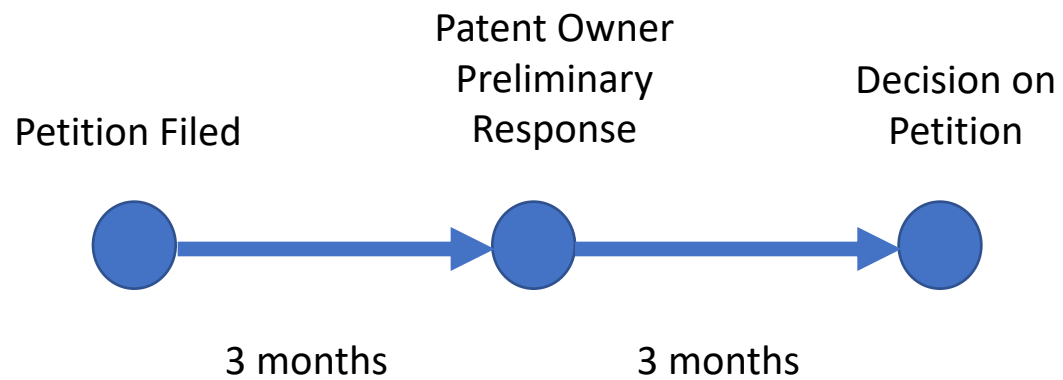 Petition Filed
Patent Owner
Preliminary
Response
Decision on
Petition
3 months
3 months